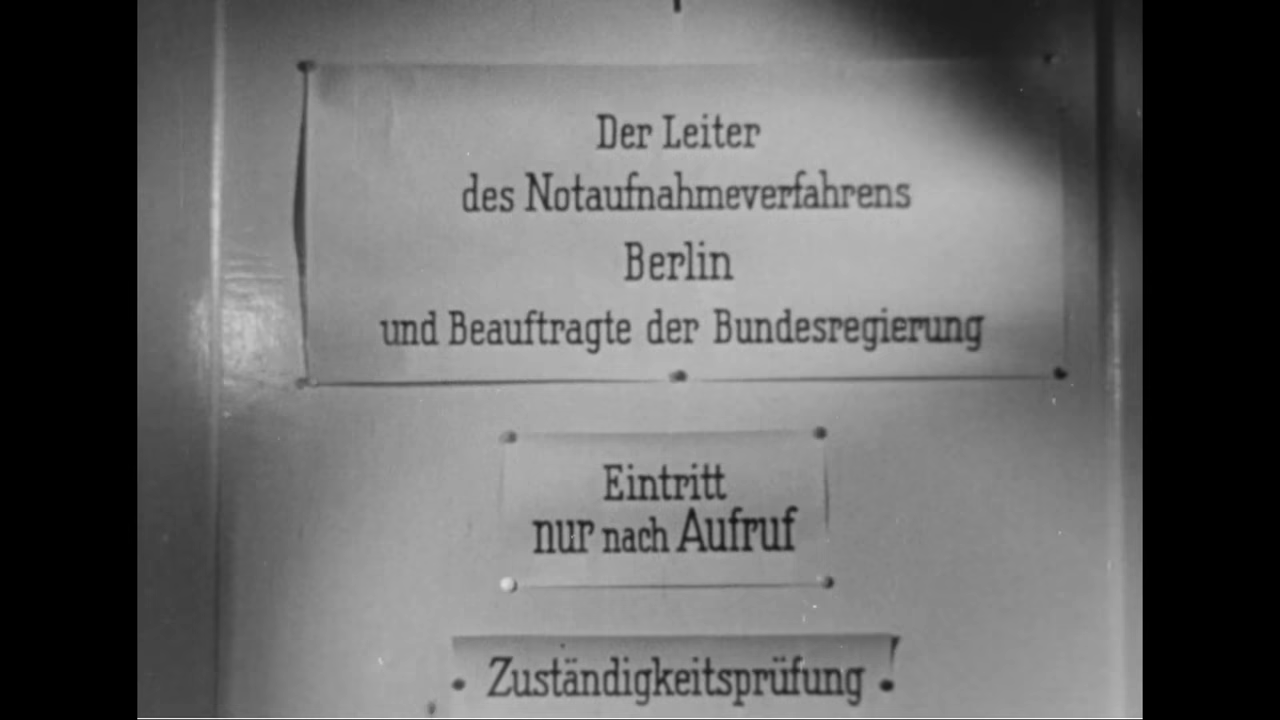 Der Leiter
des Notaufnahmeverfahrens
Berlin
und Beauftragte der Bundesregierung
Eintritt
nur nach Aufruf
Zuständigkeitsprüfung